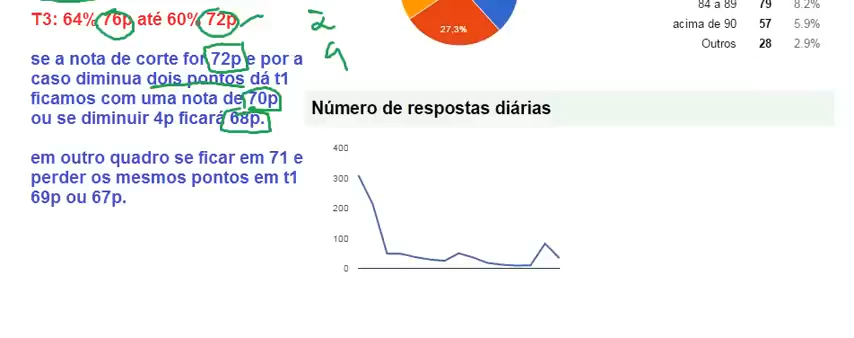 T3: 64% 76p até 60% 72p
se a nota de corte for 72p e por a
caso diminua dois pontos dá t1
ficamos com uma nota de 70p
ou se diminuir 4p ficará 68p.
em outro quadro se ficar em 71 e
perder os mesmos pontos em t1
69p ou 67p.
2
4
27,3%
84 a 89 79 8.2%
acima de 90 57 5.9%
Outros 28 2.9%
Número de respostas diárias
400
300
200
100
0